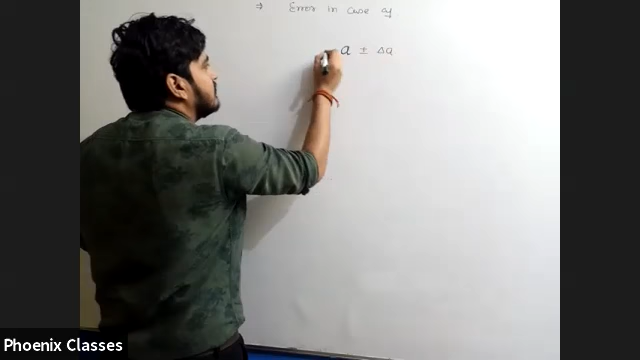 ⇒ Error in case of
a ± Δa
Phoenix Classes